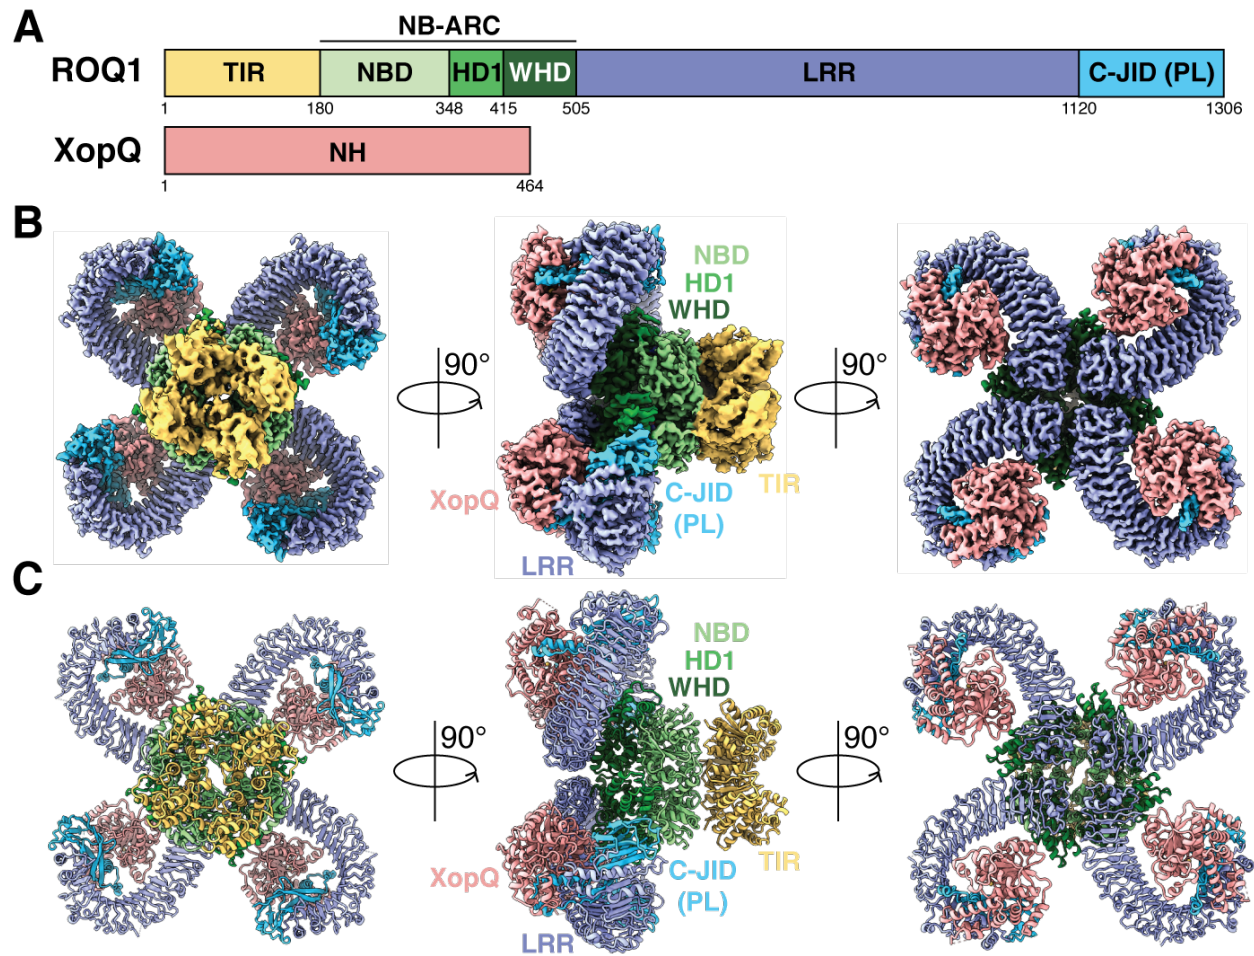 A
NB-ARC
ROQ1
TIR NBD HD1 WHD LRR C-JID (PL)
1 180 348 415 505 1120 1306
XopQ
NH
1 464
B
NBD
HD1
WHD
90°
90°
XopQ
C-JID
(PL)
TIR
LRR
C
NBD
HD1
WHD
90°
90°
XopQ
C-JID
(PL)
TIR
LRR